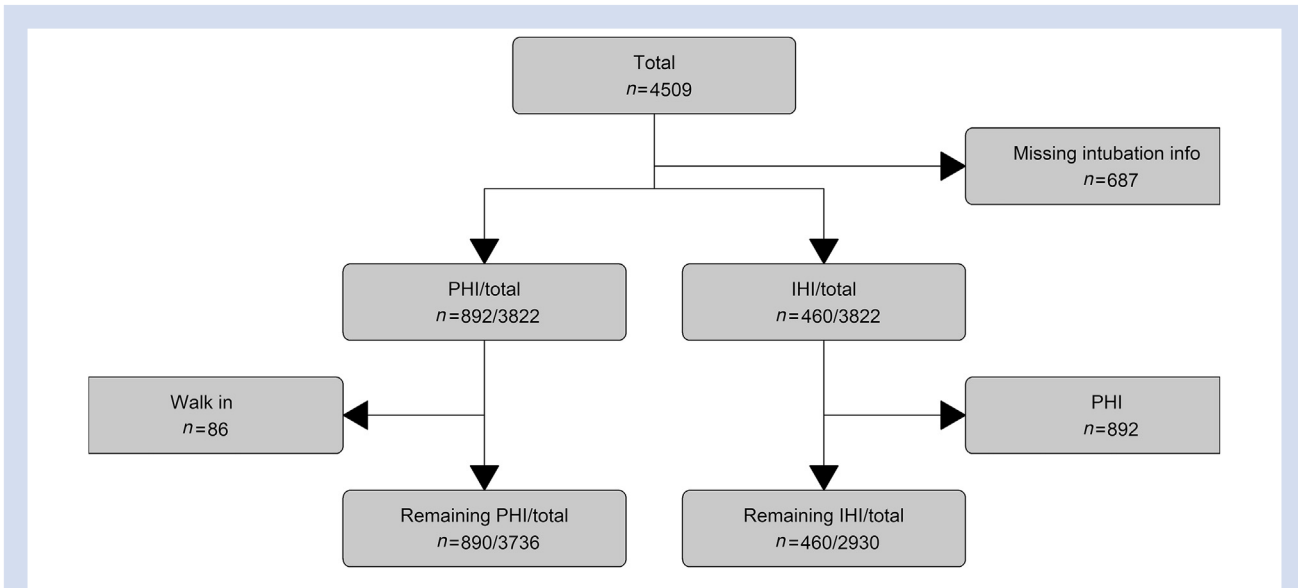 Total
n=4509
Missing intubation info
n=687
PHI/total
n=892/3822
IHI/total
n=460/3822
Walk in
n=86
PHI
n=892
Remaining PHI/total
n=890/3736
Remaining IHI/total
n=460/2930